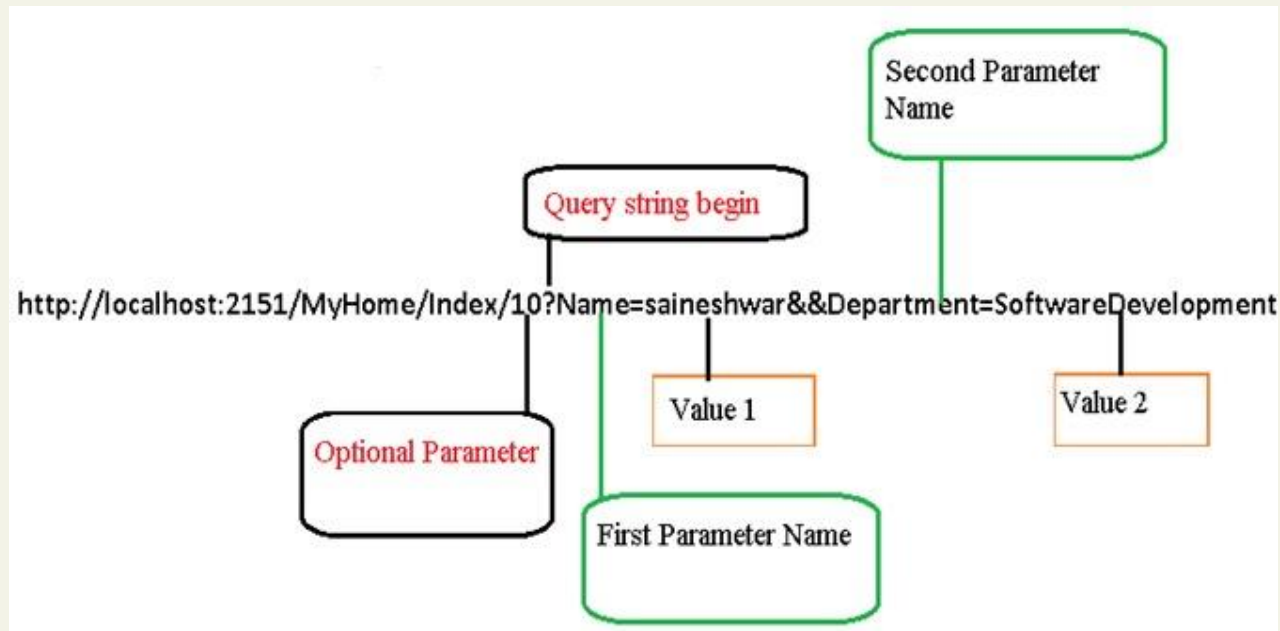 Second Parameter
Name
Query string begin
http://localhost:2151/MyHome/Index/10?Name=saineshwar&&Department=SoftwareDevelopment
Value 1
Value 2
Optional Parameter
First Parameter Name